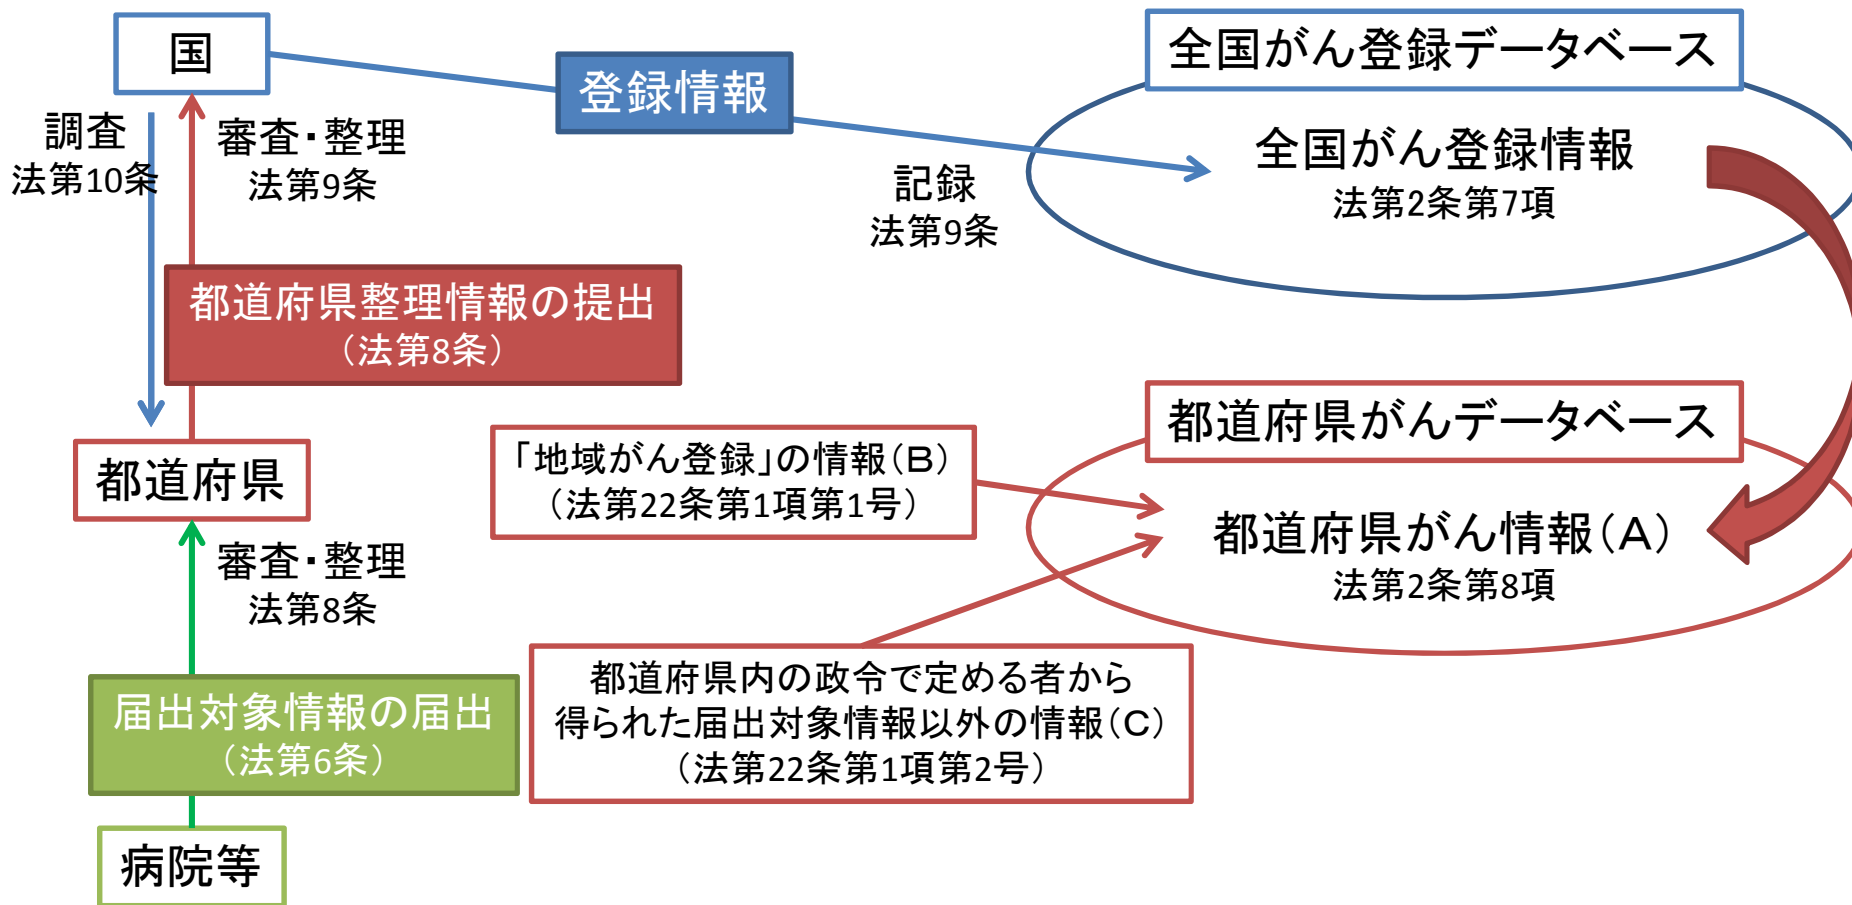 国
登録情報
全国がん登録データベース
調査
法第10条
審査・整理
法第9条
記録
法第9条
全国がん登録情報
法第2条第7項
都道府県整理情報の提出
（法第8条）
都道府県
「地域がん登録」の情報（B）
（法第22条第1項第1号）
都道府県がんデータベース
都道府県がん情報（A）
法第2条第8項
審査・整理
法第8条
都道府県内の政令で定める者から
得られた届出対象情報以外の情報（C）
（法第22条第1項第2号）
届出対象情報の届出
（法第6条）
病院等